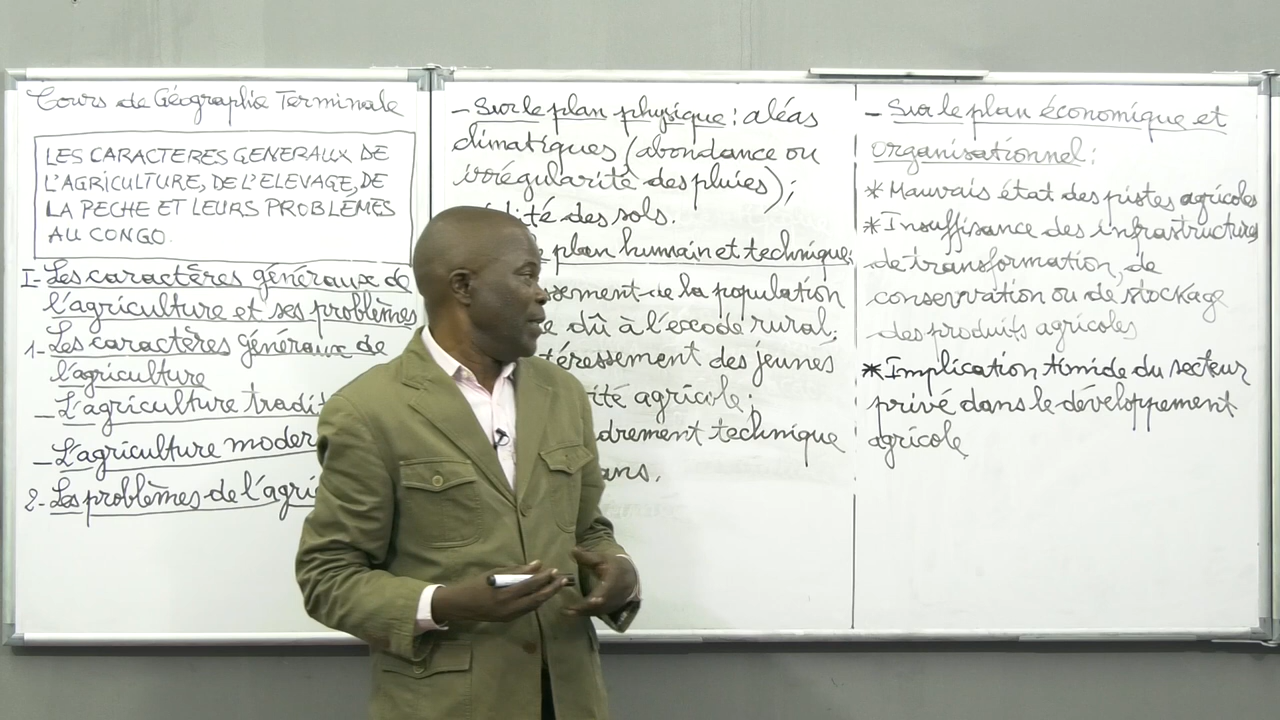 Cours de Géographie Terminale
LES CARACTERES GENERAUX DE
L'AGRICULTURE, DE L'ELEVAGE, DE
LA PECHE ET LEURS PROBLEMES
AU CONGO.
I- Les caractères généraux de
l'agriculture et ses problèmes
1- Les caractères généraux de
l'agriculture
- L'agriculture tradit
- L'agriculture moder
2- Les problèmes de l'agri
- Sur le plan physique : aléas
climatiques (abondance ou
irrégularité des pluies) ;
ilité des sols.
e plan humain et technique:
ssement de la population
e dû à l'exode rural;
téressement des jeunes
ité agricole ;
drement technique
ans.
- Sur le plan économique et
organisationnel :
* Mauvais état des pistes agricoles
* Insuffisance des infrastructures
de transformation, de
conservation ou de stockage
des produits agricoles
* Implication timide du secteur
privé dans le développement
agricole.